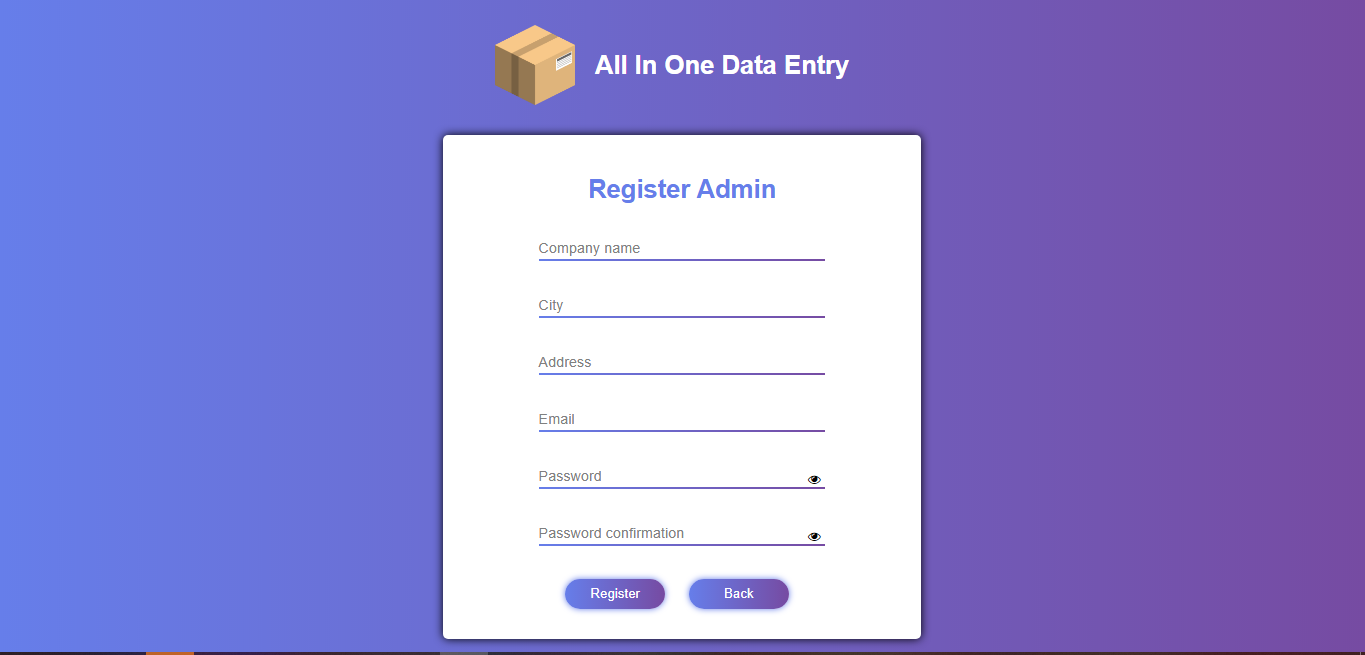 All In One Data Entry
Register Admin
Company name
City
Address
Email
Password
Password confirmation
Register Back